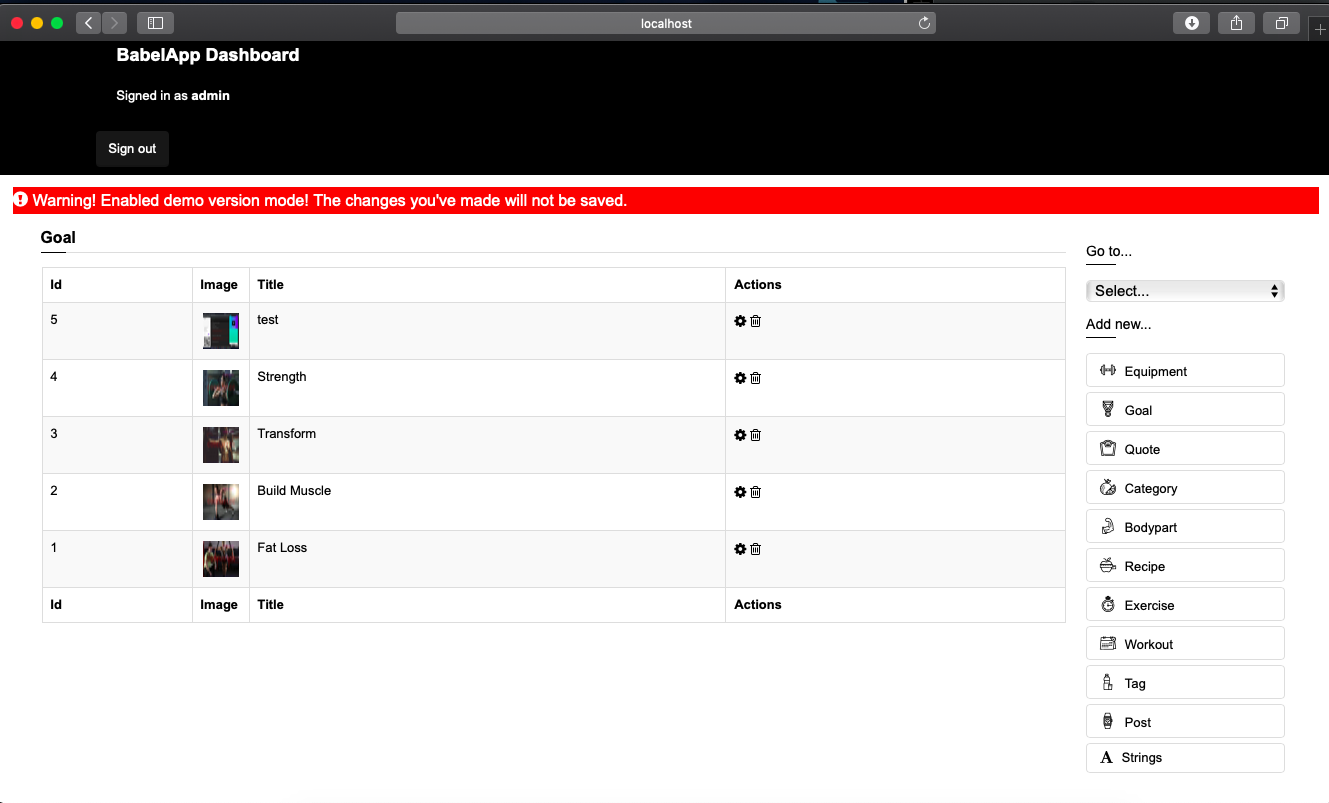 localhost
BabelApp Dashboard
Signed in as admin
Sign out
Warning! Enabled demo version mode! The changes you've made will not be saved.
Goal
Id Image Title Actions
5 test
4 Strength
3 Transform
2 Build Muscle
1 Fat Loss
Id Image Title Actions
Go to...
Select...
Add new...
Equipment
Goal
Quote
Category
Bodypart
Recipe
Exercise
Workout
Tag
Post
A Strings